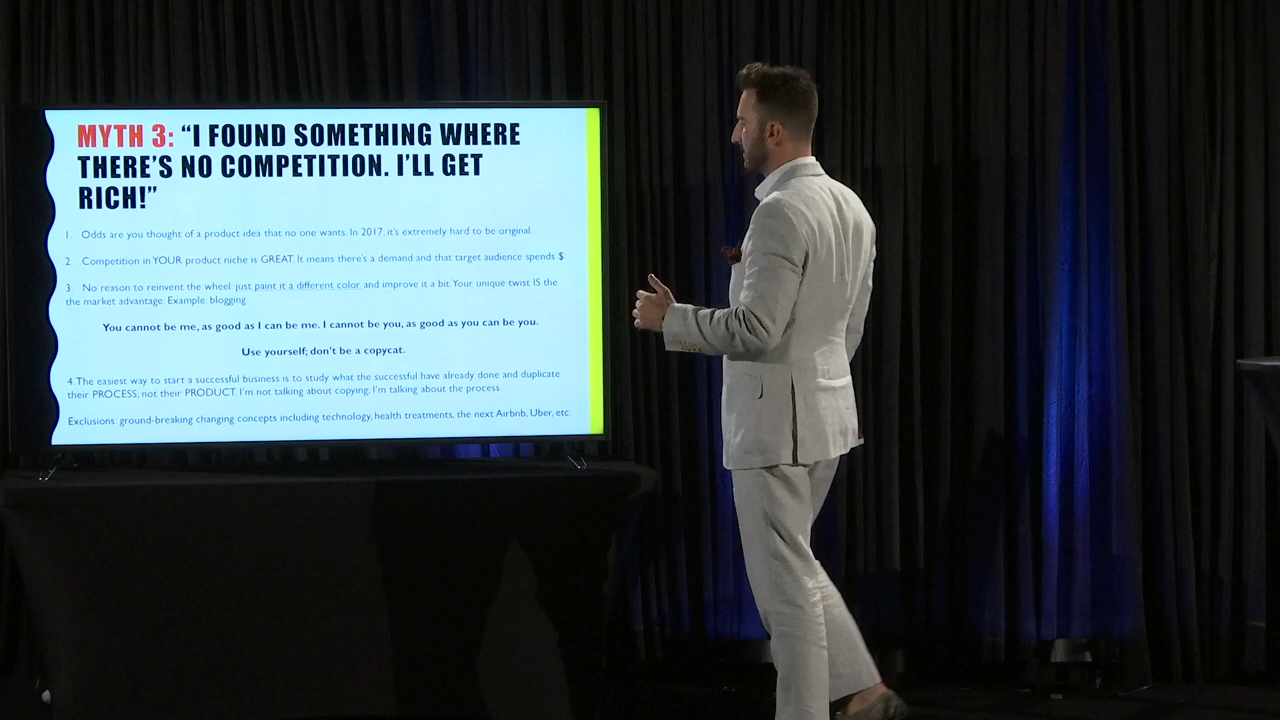 MYTH 3: “I FOUND SOMETHING WHERE
THERE’S NO COMPETITION. I’LL GET
RICH!”
1. Odds are you thought of a product idea that no one wants. In 2017, it’s extremely hard to be original.
2. Competition in YOUR product niche is GREAT. It means there’s a demand and that target audience spends $
3. No reason to reinvent the wheel: just paint it a different color and improve it a bit. Your unique twist IS the
the market advantage. Example: blogging
You cannot be me, as good as I can be me. I cannot be you, as good as you can be you.
Use yourself; don’t be a copycat.
4. The easiest way to start a successful business is to study what the successful have already done and duplicate
their PROCESS, not their PRODUCT. I’m not talking about copying; I’m talking about the process.
Exclusions: ground-breaking changing concepts including technology, health treatments, the next Airbnb, Uber, etc.